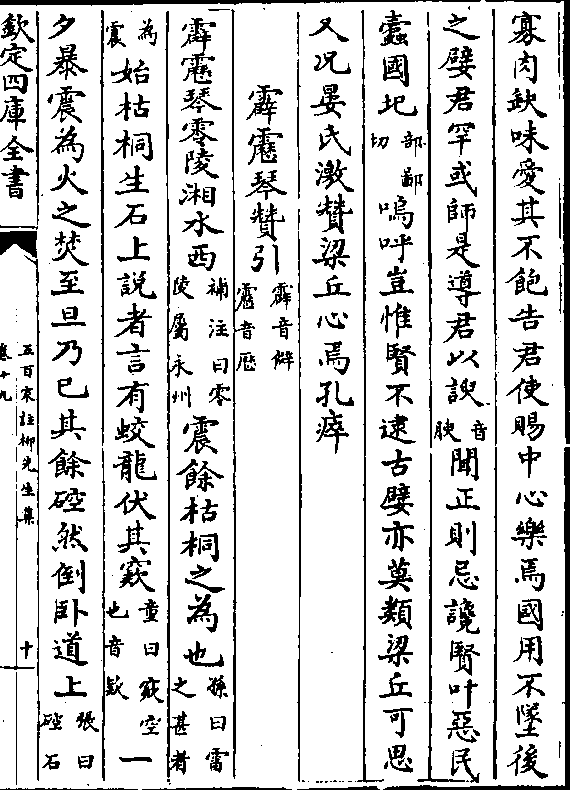 寡肉缺味愛其不飽告君使賜中心樂焉國用不墜後
之嬖君罕或師是導君以諛音腴聞正則忌讒賢叶惡民
蠹國圮部鄙切嗚呼豈惟賢不逮古嬖亦莫類梁丘可思
又况晏氏激贊梁丘心焉孔瘁
霹靂琴贊引霹音僻靂音歴
霹靂琴零陵湘水西補注曰零陵屬永州震餘枯桐之為也孫曰雷之甚者
為震始枯桐生石上說者言有蛟龍伏其窾童曰窾空也音欵一
夕暴震為火之焚至旦乃已其餘硿然倒卧道上張曰硿石
欽定四庫全書
五百家註柳先生集
卷十九
十